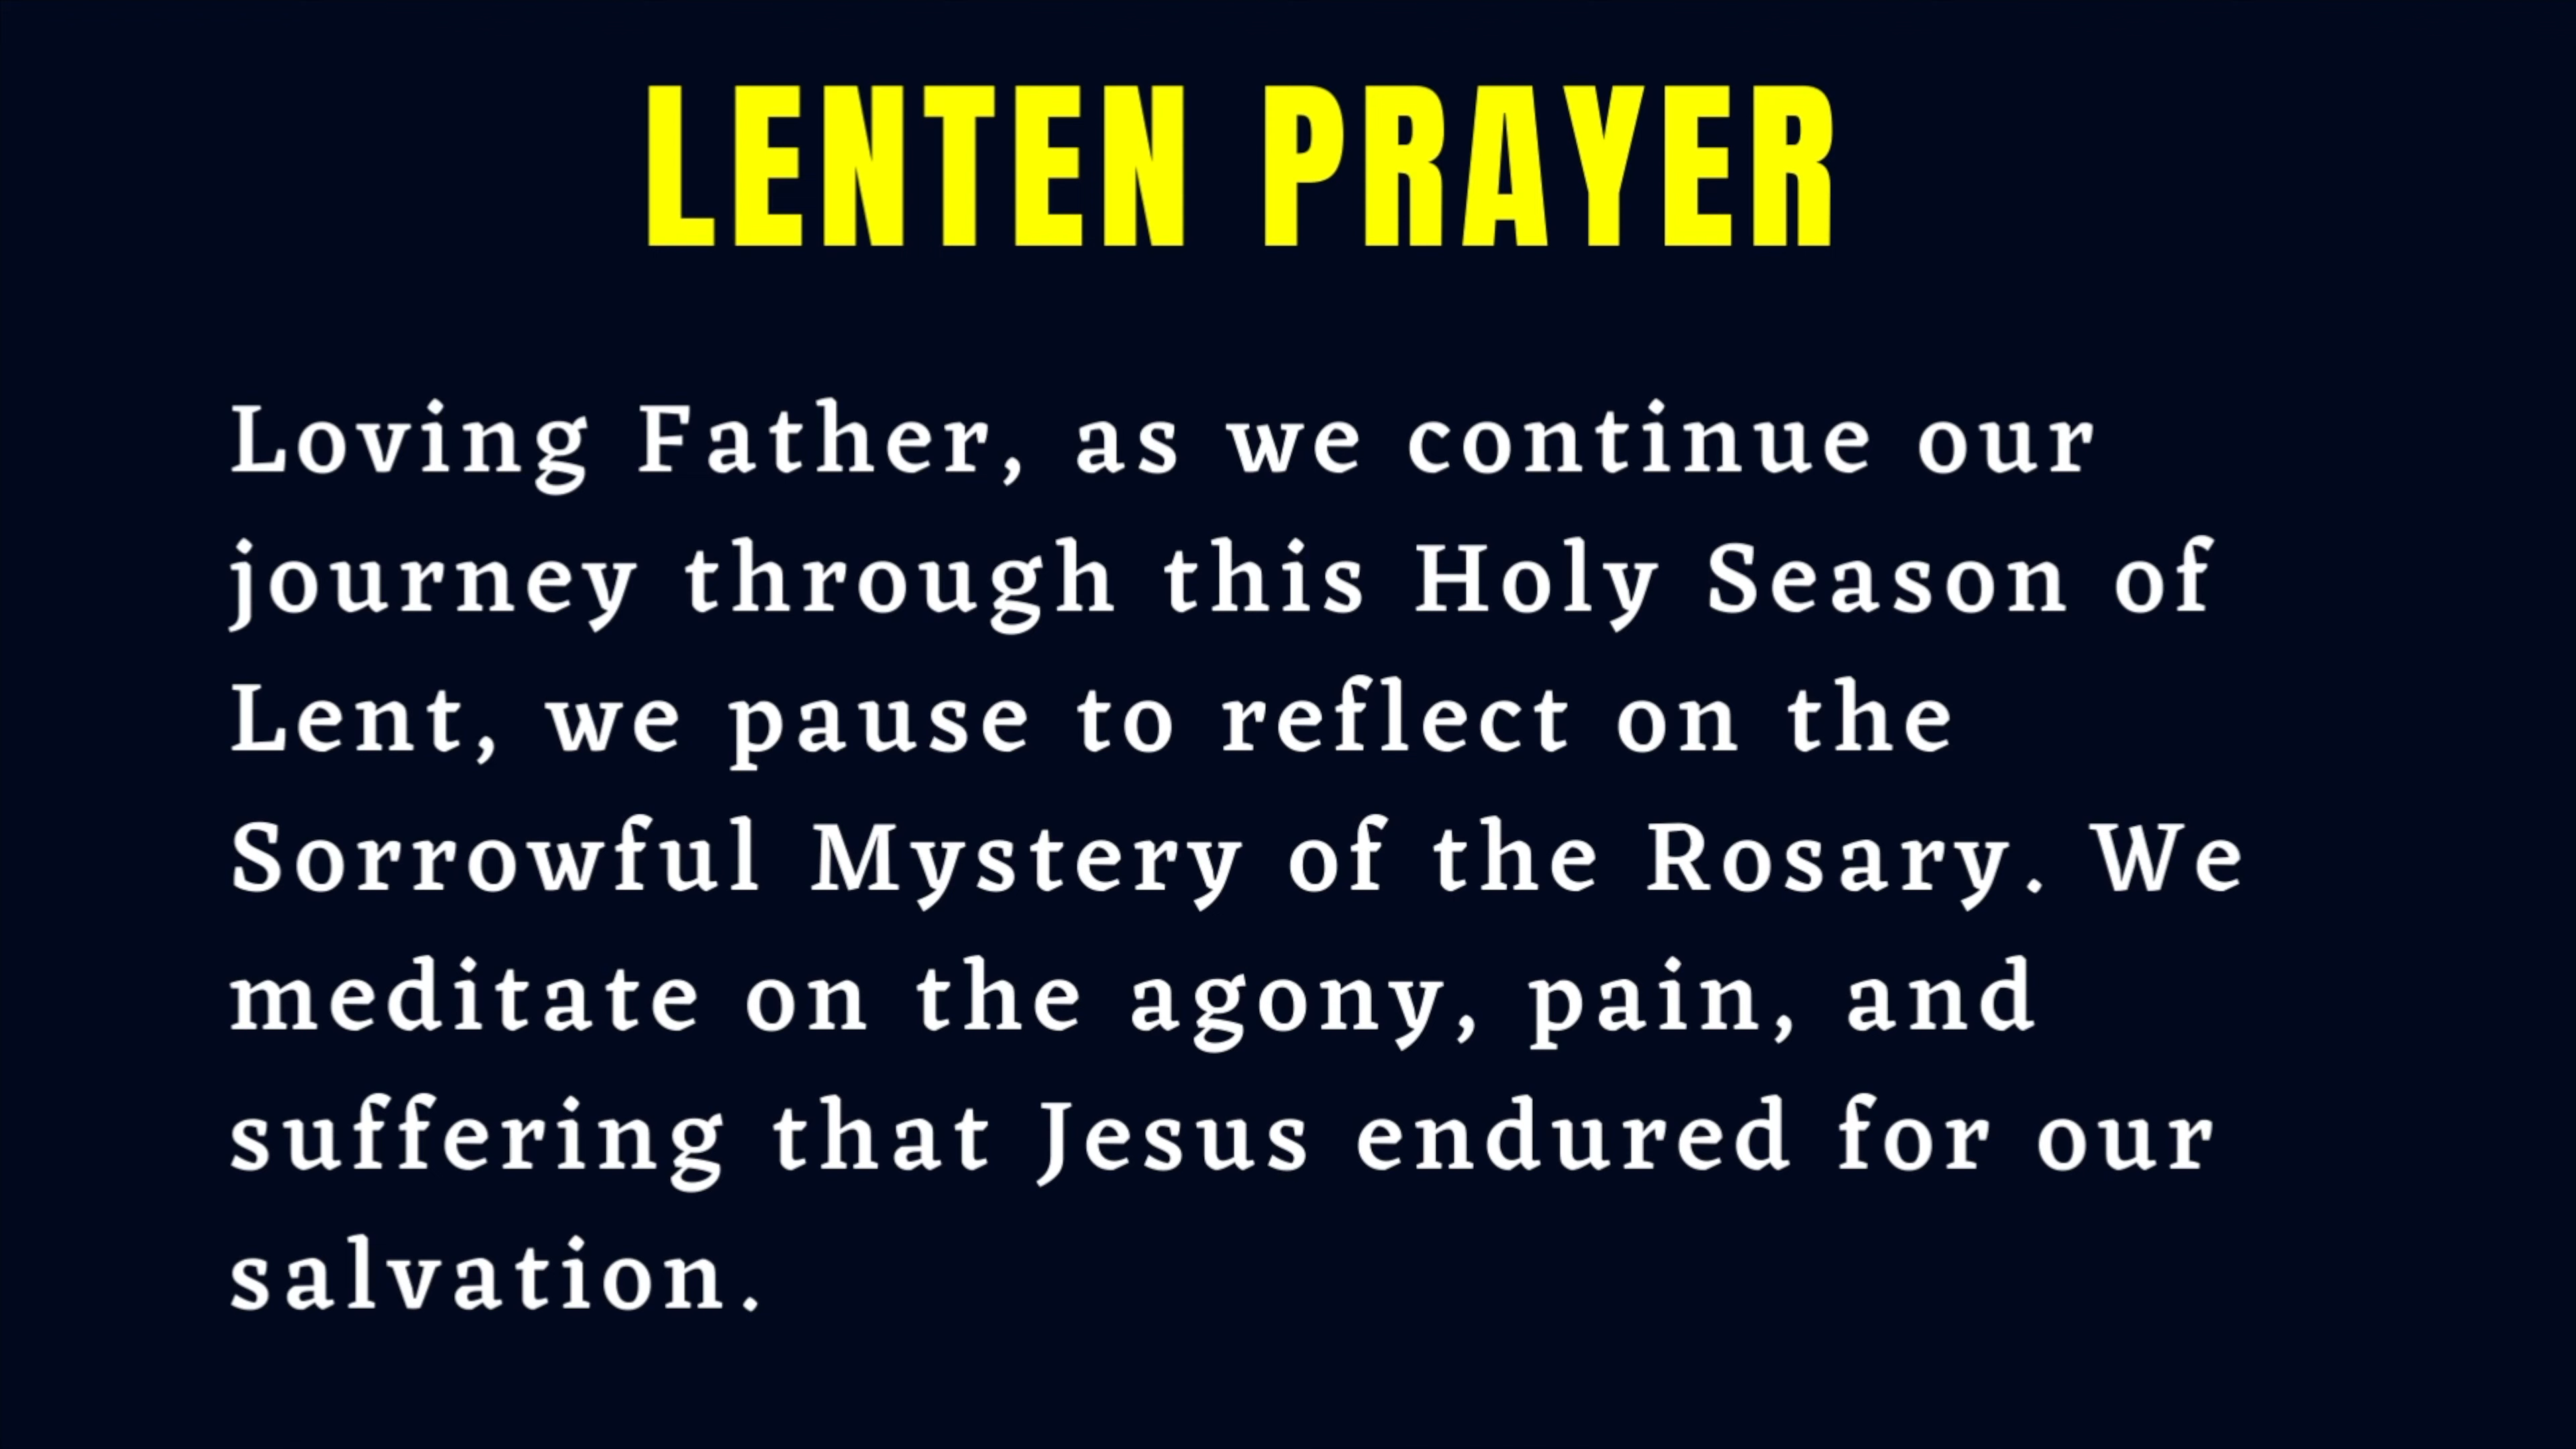 LENTEN PRAYER
Loving Father, as we continue our
journey through this Holy Season of
Lent, we pause to reflect on the
Sorrowful Mystery of the Rosary. We
meditate on the agony, pain, and
suffering that Jesus endured for our
salvation.